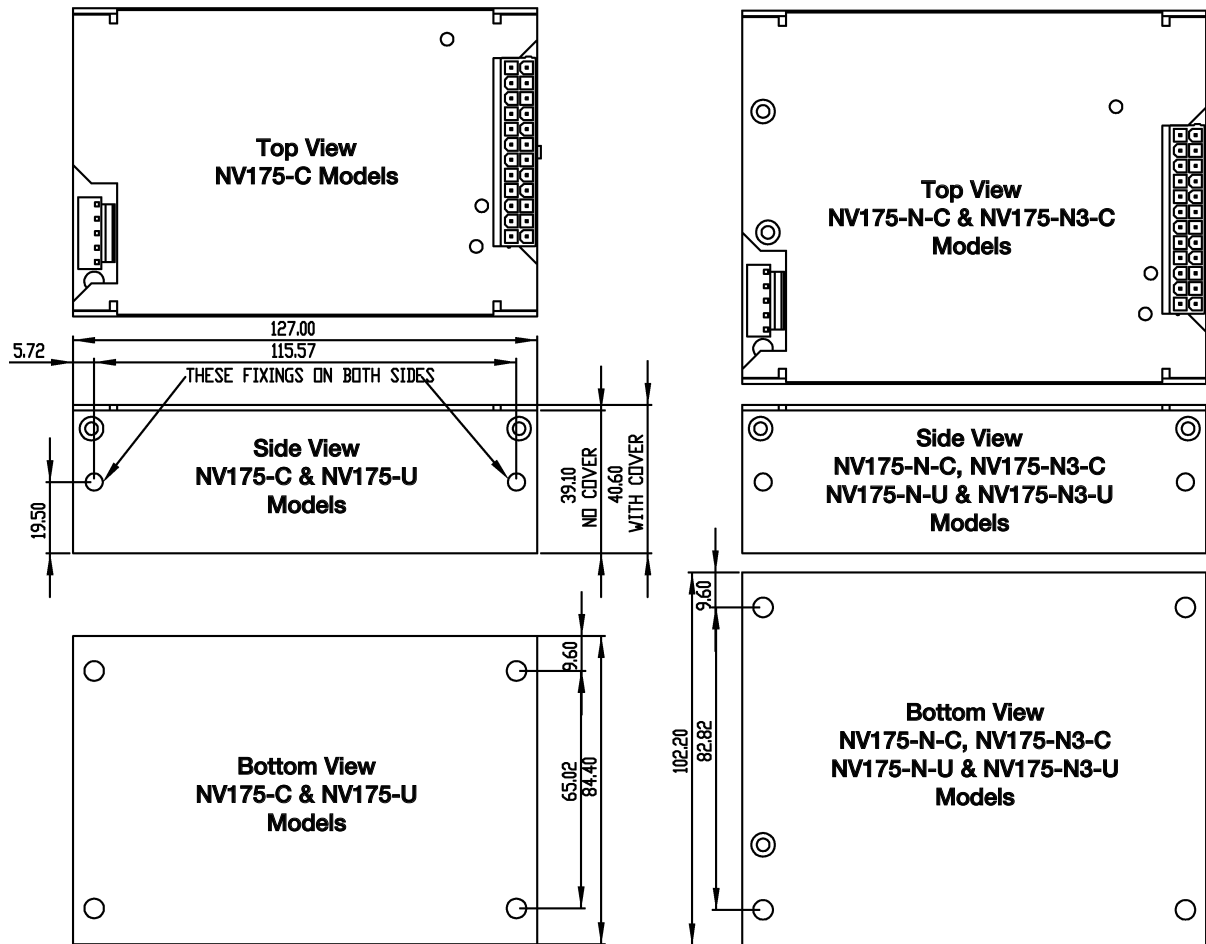 Top View
NV175-C Models
Top View
NV175-N-C & NV175-N3-C
Models
127.00
5.72
115.57
THESE FIXINGS ON BOTH SIDES
Side View
NV175-C & NV175-U
Models
19.50
39.10
NO COVER
40.60
WITH COVER
Side View
NV175-N-C, NV175-N3-C
NV175-N-U & NV175-N3-U
Models
Bottom View
NV175-C & NV175-U
Models
9.60
65.02
84.40
9.60
82.82
102.20
Bottom View
NV175-N-C, NV175-N3-C
NV175-N-U & NV175-N3-U
Models